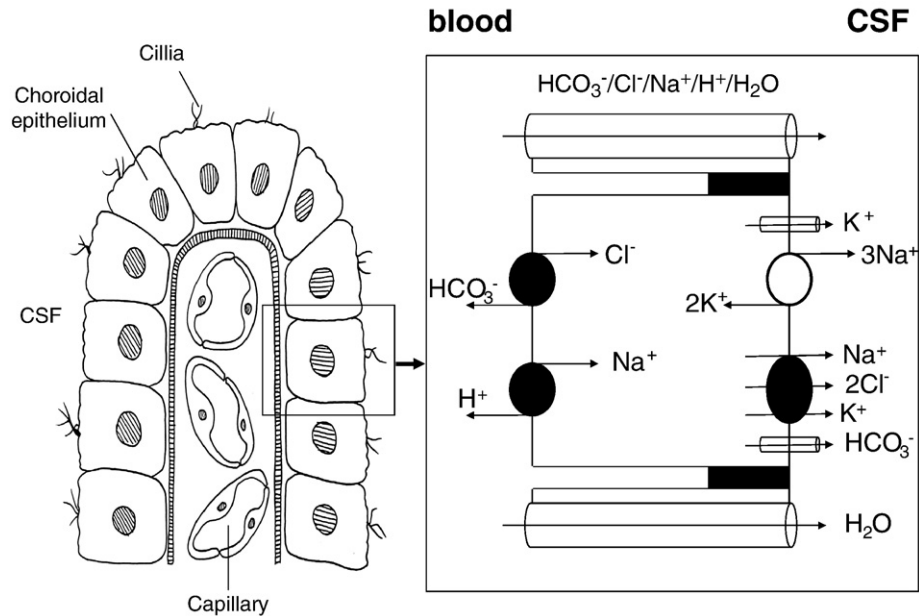 blood
CSF
Cillia
Choroidal
epithelium
CSF
Capillary
HCO₃⁻/Cl⁻/Na⁺/H⁺/H₂O
K⁺
Cl⁻
3Na⁺
HCO₃⁻
2K⁺
Na⁺
Na⁺
2Cl⁻
H⁺
K⁺
HCO₃⁻
H₂O